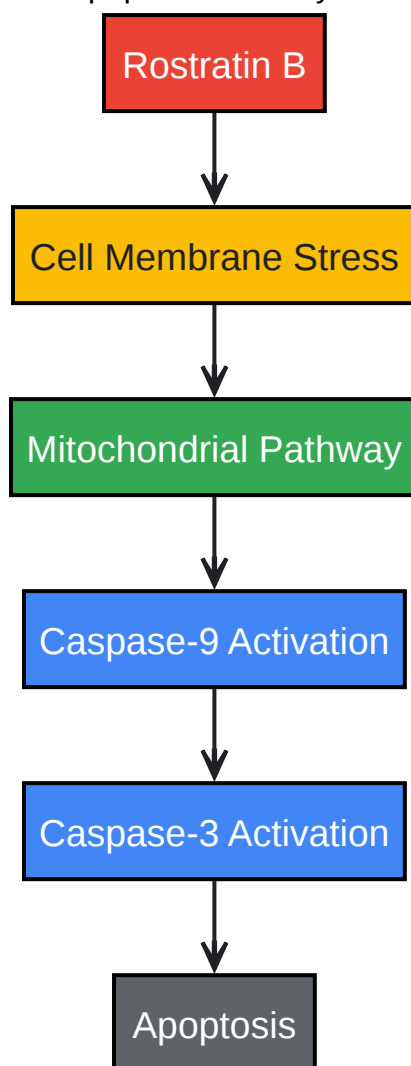 Rostratin B
Cell Membrane Stress
Mitochondrial Pathway
Caspase-9 Activation
Caspase-3 Activation
Apoptosis